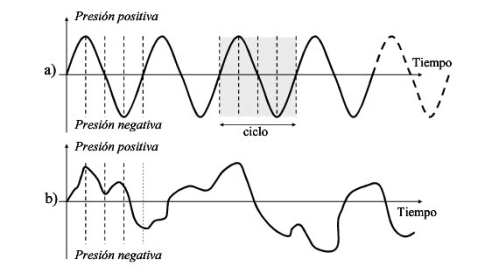 Presión positiva
a)
Tiempo
Presión negativa
ciclo
Presión positiva
b)
Tiempo
Presión negativa